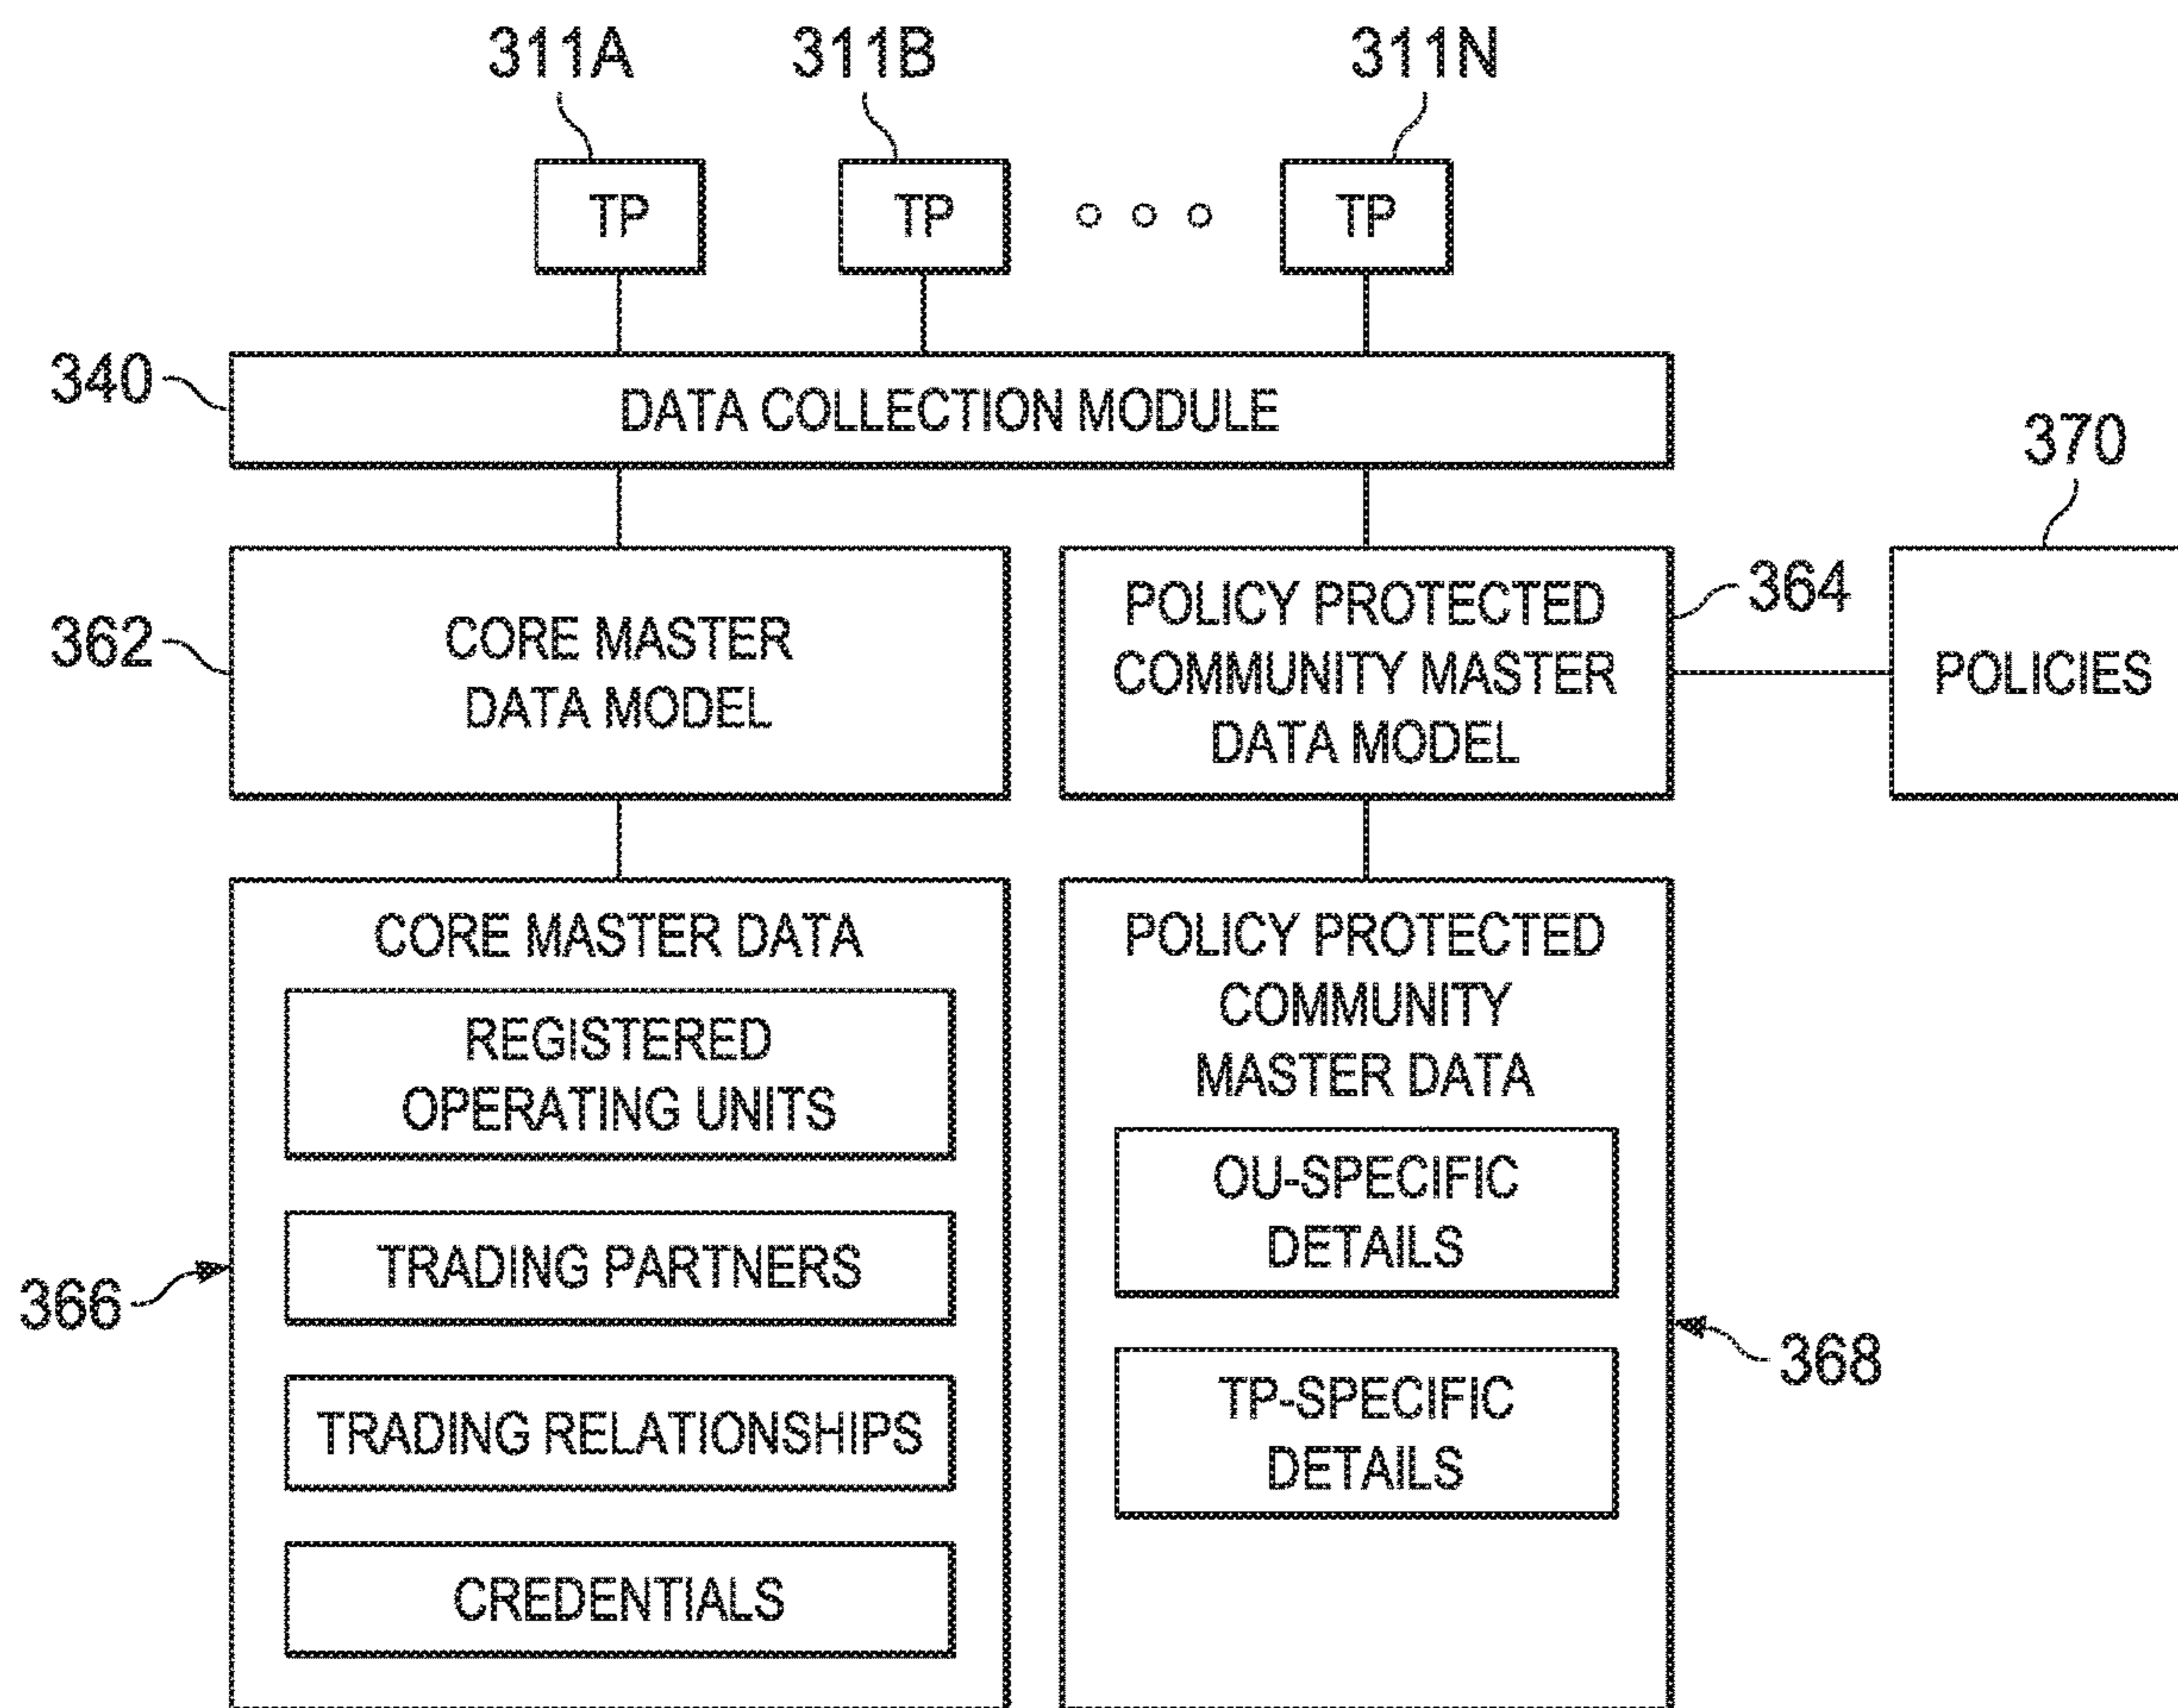 311A 311B 311N
TP TP TP
340
DATA COLLECTION MODULE
370
362
CORE MASTER
DATA MODEL
POLICY PROTECTED
COMMUNITY MASTER
DATA MODEL
364
POLICIES
CORE MASTER DATA
REGISTERED
OPERATING UNITS
TRADING PARTNERS
TRADING RELATIONSHIPS
CREDENTIALS
366
POLICY PROTECTED
COMMUNITY
MASTER DATA
OU-SPECIFIC
DETAILS
TP-SPECIFIC
DETAILS
368